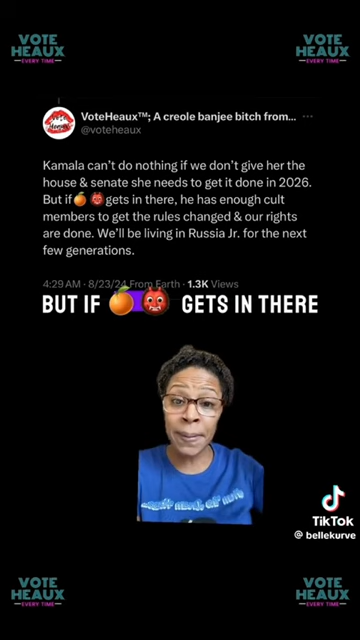 VOTE
HEAUX
EVERY TIME
VOTE
HEAUX
EVERY TIME
VoteHeaux™; A creole banjee bitch from...
@voteheaux
Kamala can't do nothing if we don't give her the
house & senate she needs to get it done in 2026.
But if🍊👹gets in there, he has enough cult
members to get the rules changed & our rights
are done. We'll be living in Russia Jr. for the next
few generations.
4:29 AM · 8/23/24 From Earth · 1.3K Views
BUT IF 🍊👹 GETS IN THERE
TikTok
@ bellekurve
VOTE
HEAUX
EVERY TIME
VOTE
HEAUX
EVERY TIME